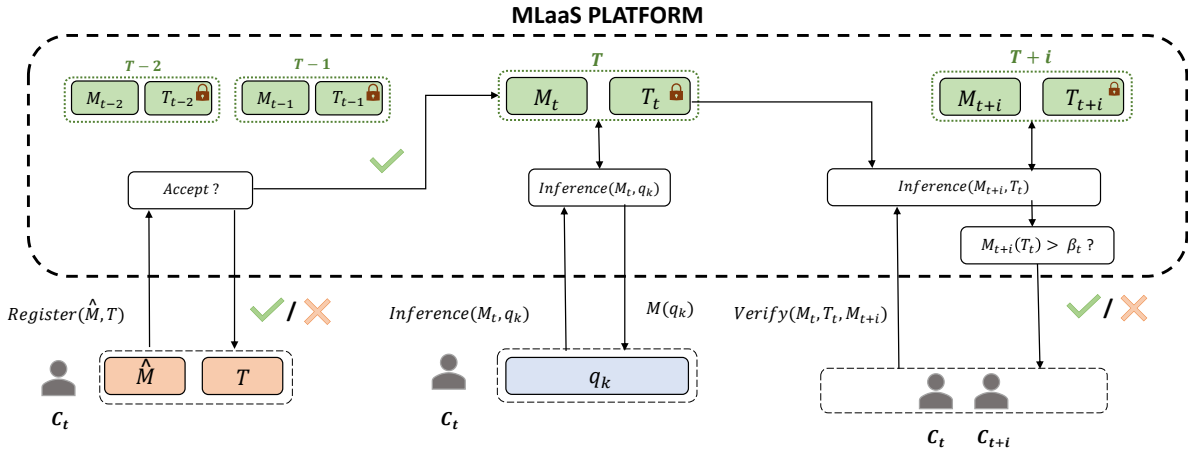 MLaaS PLATFORM
T − 2
T − 1
T
T + i
M_{t−2}
T_{t−2}
M_{t−1}
T_{t−1}
M_t
T_t
M_{t+i}
T_{t+i}
Accept ?
Inference(M_t, q_k)
Inference(M_{t+i}, T_t)
M_{t+i}(T_t) > β_t ?
Register(M̂, T)
/
Inference(M_t, q_k)
M(q_k)
Verify(M_t, T_t, M_{t+i})
/
M̂
T
q_k
C_t
C_t
C_t
C_{t+i}